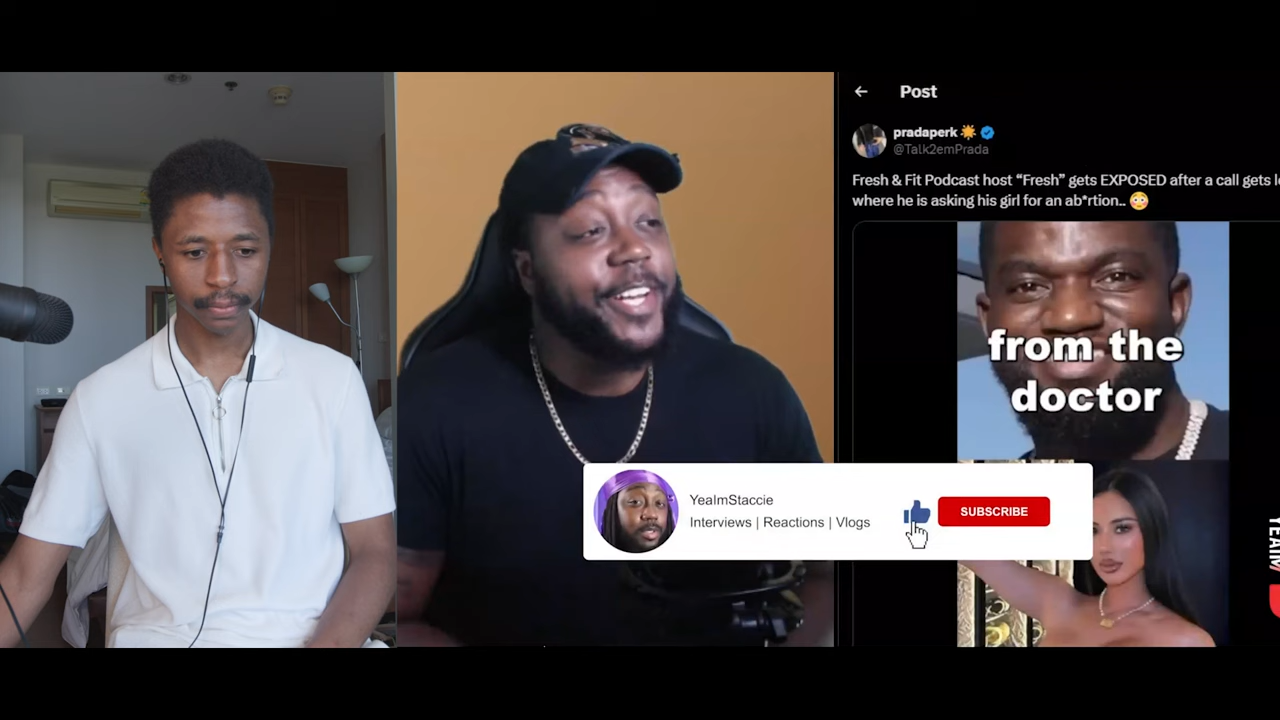 Post
pradaperk
@Talk2emPrada
Fresh & Fit Podcast host “Fresh” gets EXPOSED after a call gets
where he is asking his girl for an ab*rtion..
from the
doctor
YeaImStaccie
Interviews | Reactions | Vlogs
SUBSCRIBE
TEAM